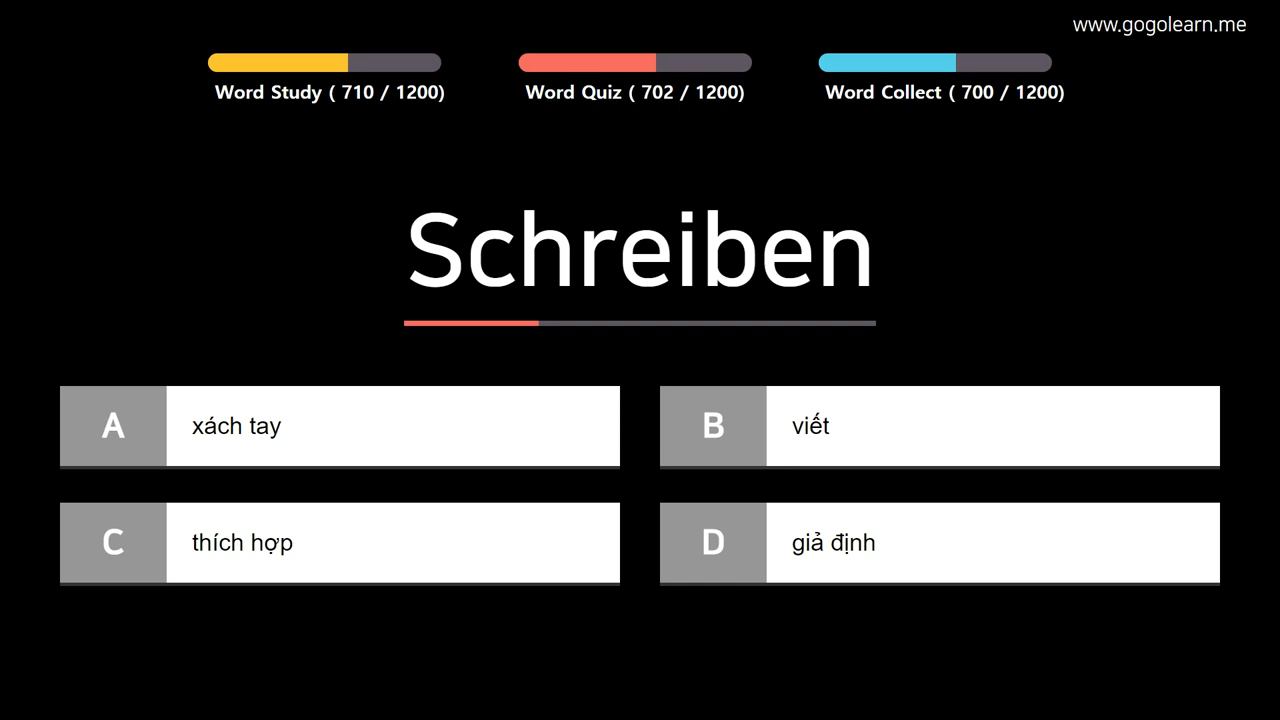 www.gogolearn.me
Word Study ( 710 / 1200)
Word Quiz ( 702 / 1200)
Word Collect ( 700 / 1200)
Schreiben
A
xách tay
B
viết
C
thích hợp
D
giả định